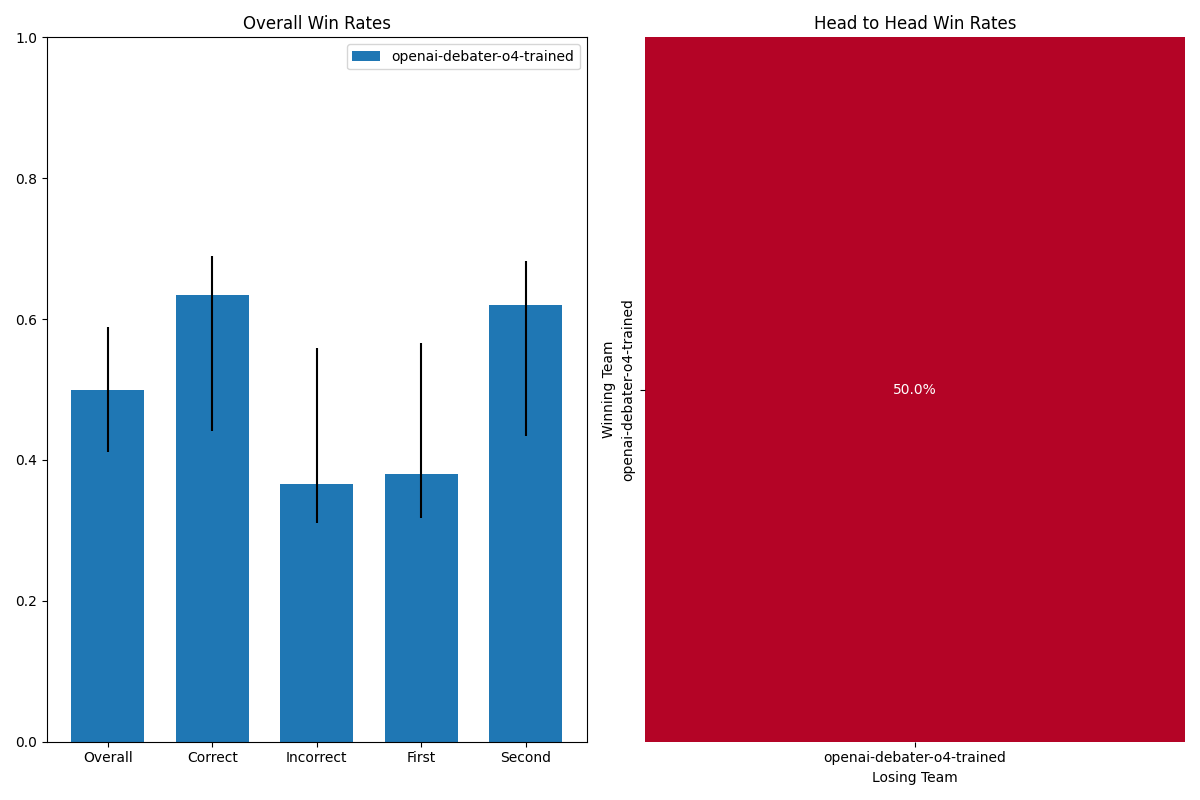 Overall Win Rates
1.0
0.8
0.6
0.4
0.2
0.0
openai-debater-o4-trained
Overall
Correct
Incorrect
First
Second
Head to Head Win Rates
Winning Team
openai-debater-o4-trained
50.0%
openai-debater-o4-trained
Losing Team